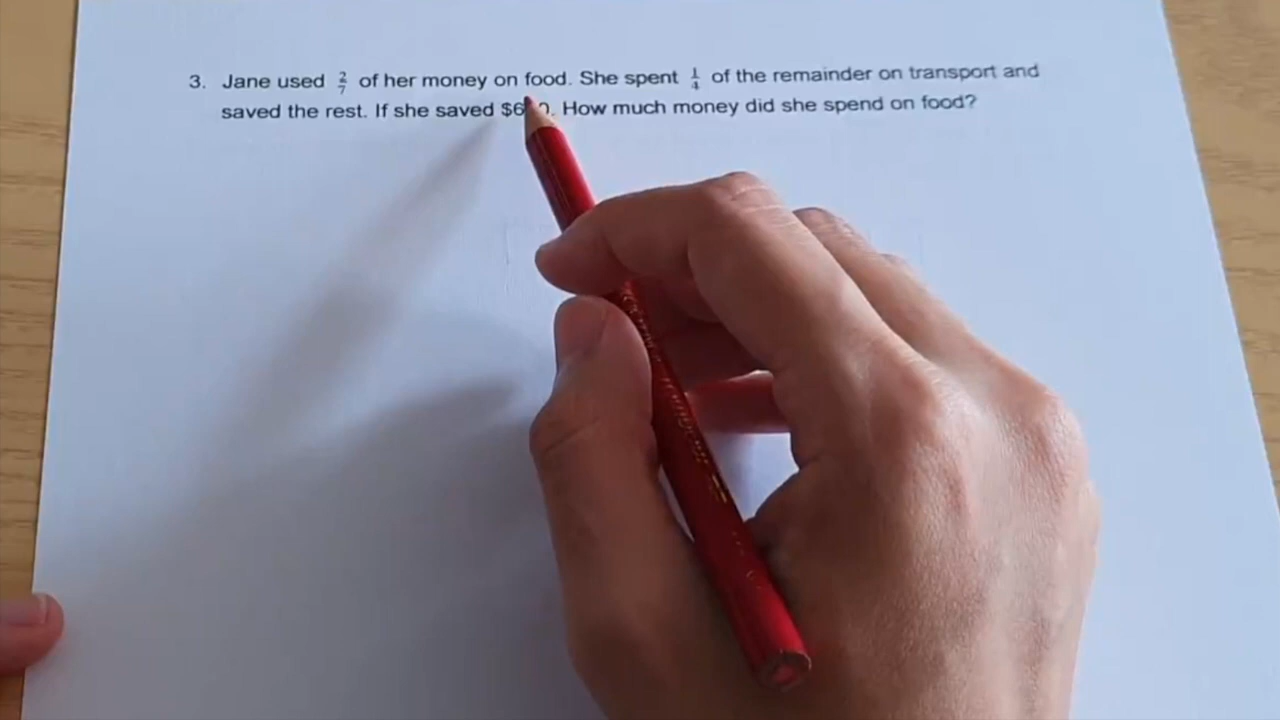 3. Jane used 2/7 of her money on food. She spent 1/4 of the remainder on transport and
saved the rest. If she saved How much money did she spend on food?